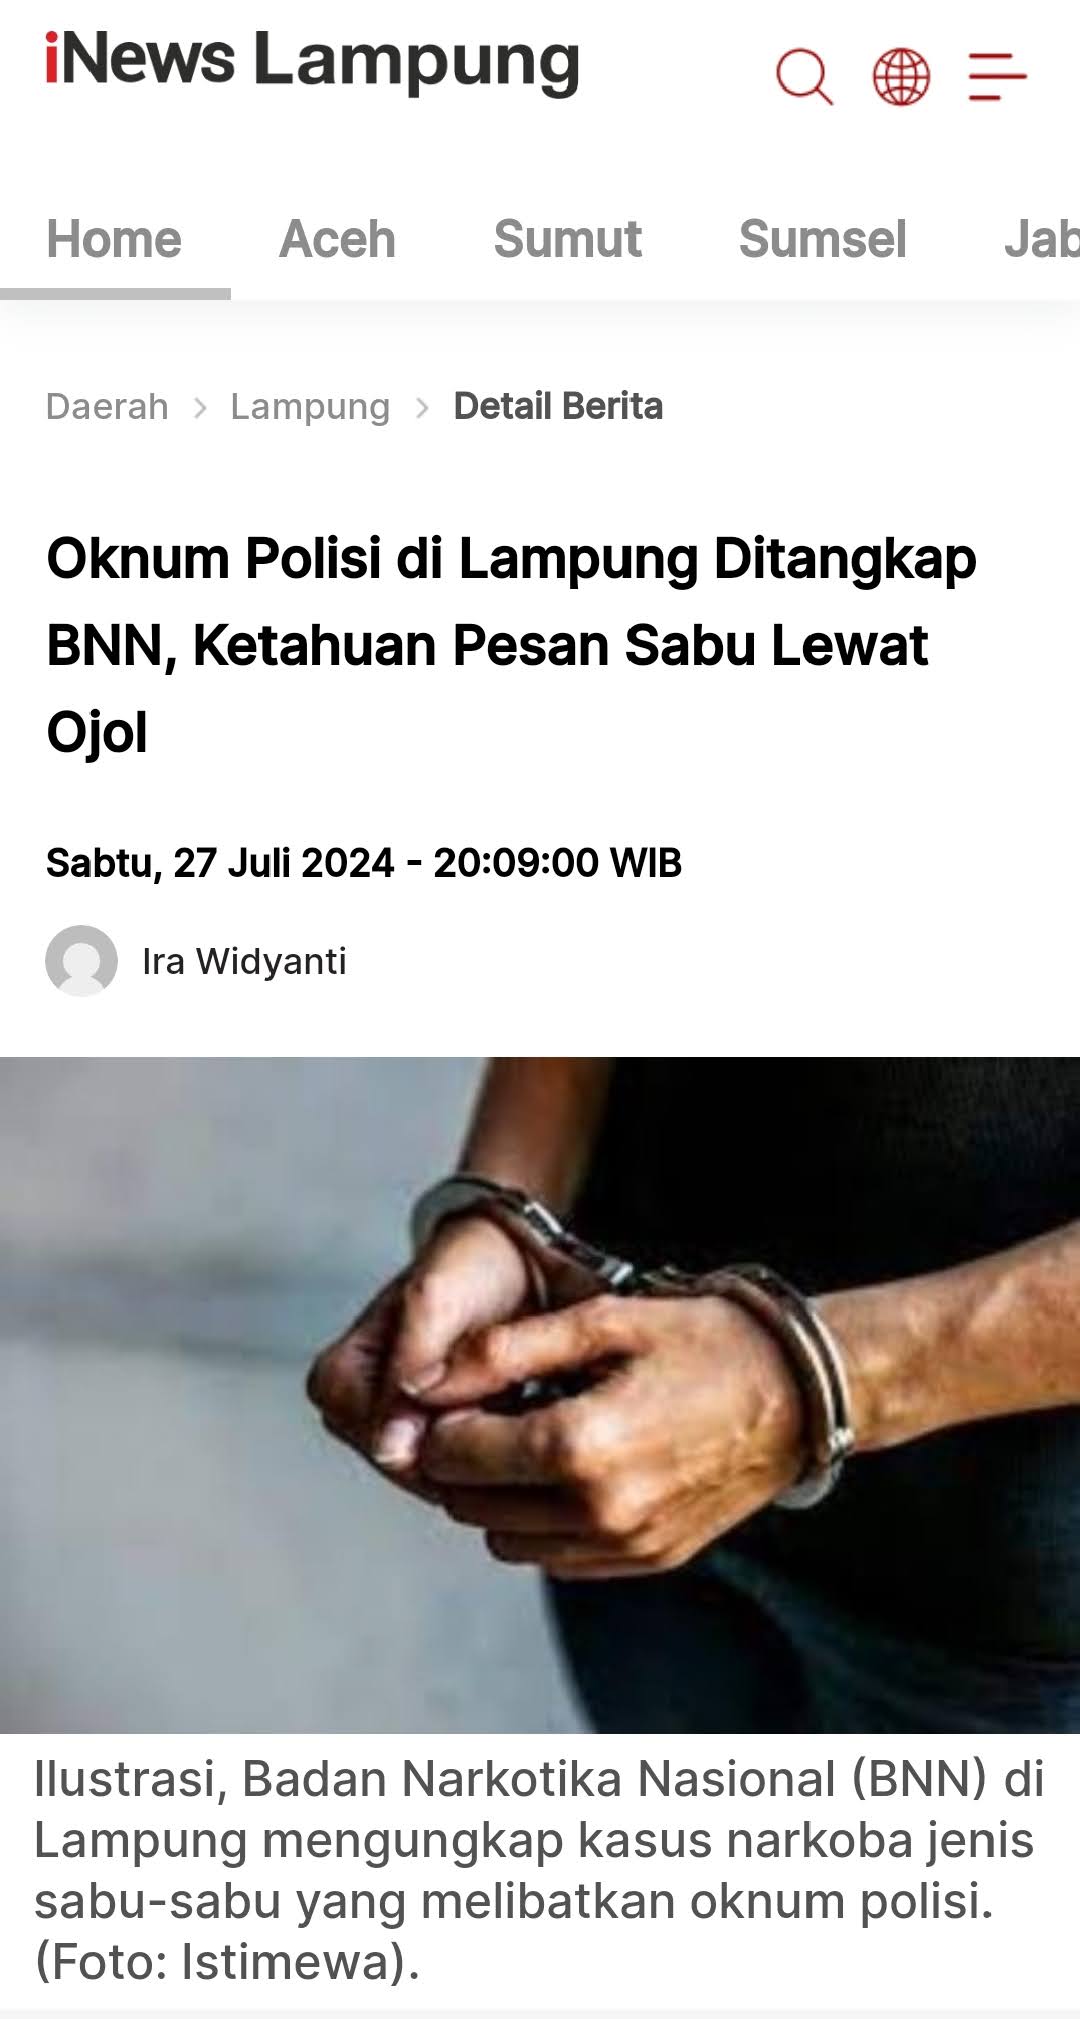 iNews Lampung
Home Aceh Sumut Sumsel Jab
Daerah > Lampung > Detail Berita
Oknum Polisi di Lampung Ditangkap
BNN, Ketahuan Pesan Sabu Lewat
Ojol
Sabtu, 27 Juli 2024 - 20:09:00 WIB
Ira Widyanti
Ilustrasi, Badan Narkotika Nasional (BNN) di
Lampung mengungkap kasus narkoba jenis
sabu-sabu yang melibatkan oknum polisi.
(Foto: Istimewa).